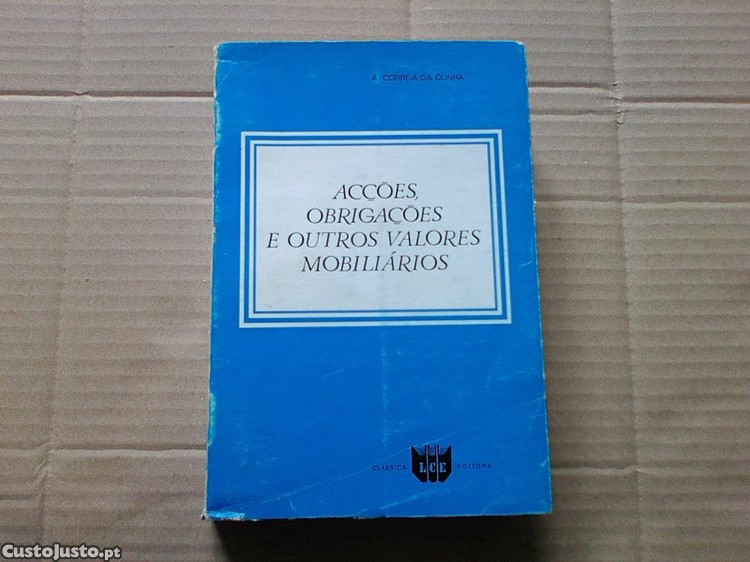 A. CORREIA DA CUNHA
ACÇÕES,
OBRIGAÇÕES
E OUTROS VALORES
MOBILIÁRIOS
CLÁSSICA LCE EDITORA
CustoJusto.pt